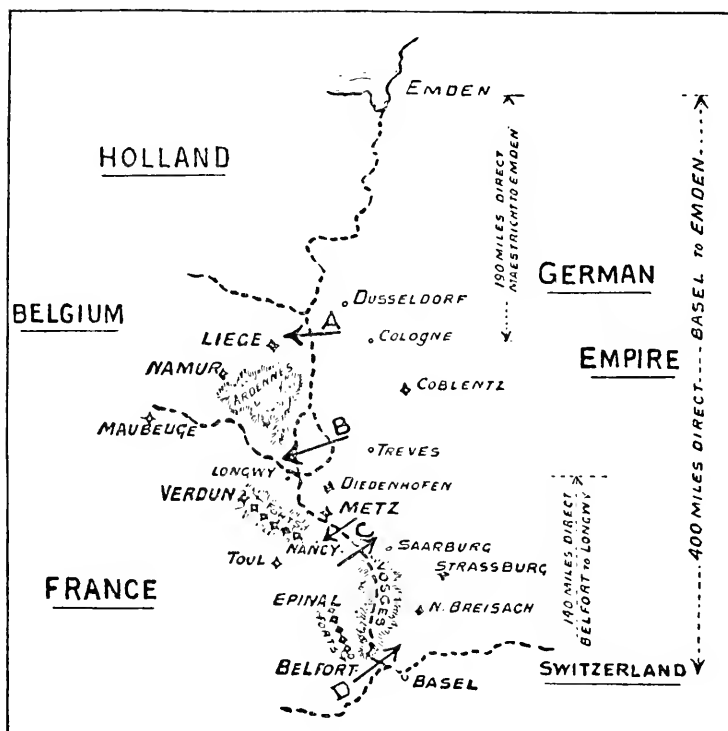 EMDEN
HOLLAND
190 MILES DIRECT
MAESTRICHT TO EMDEN
400 MILES DIRECT - BASEL TO EMDEN
GERMAN
DUSSELDORF
BELGIUM
A
LIEGE
COLOGNE
EMPIRE
NAMUR
ARDENNES
COBLENTZ
MAUBEUGE
B
TREVES
LONGWY
DIEDENHOFEN
VERDUN
FORTS
METZ
C
NANCY
SAARBURG
TOUL
STRASSBURG
140 MILES DIRECT
BELFORT TO LONGWY
FRANCE
VOSGES
EPINAL
FORTS
N. BREISACH
BELFORT
D
BASEL
SWITZERLAND